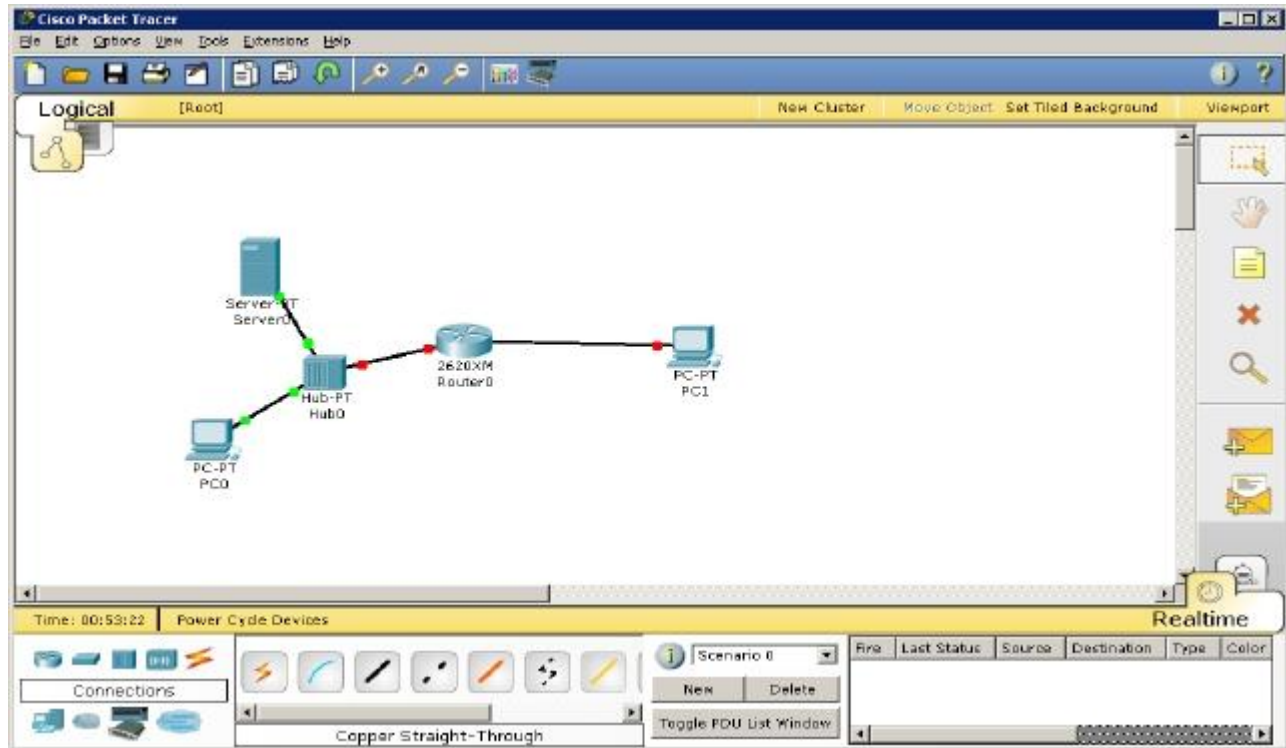 Cisco Packet Tracer
File Edit Options View Tools Extensions Help
Logical [Root] New Cluster Move Object Set Tiled Background Viewport
Server-PT
Server0
2620XM
Router0
PC-PT
PC1
Hub-PT
Hub0
PC-PT
PC0
Time: 00:53:22 Power Cycle Devices Realtime
Scenario 0
Fire Last Status Source Destination Type Color
Connections
New Delete
Toggle PDU List Window
Copper Straight-Through